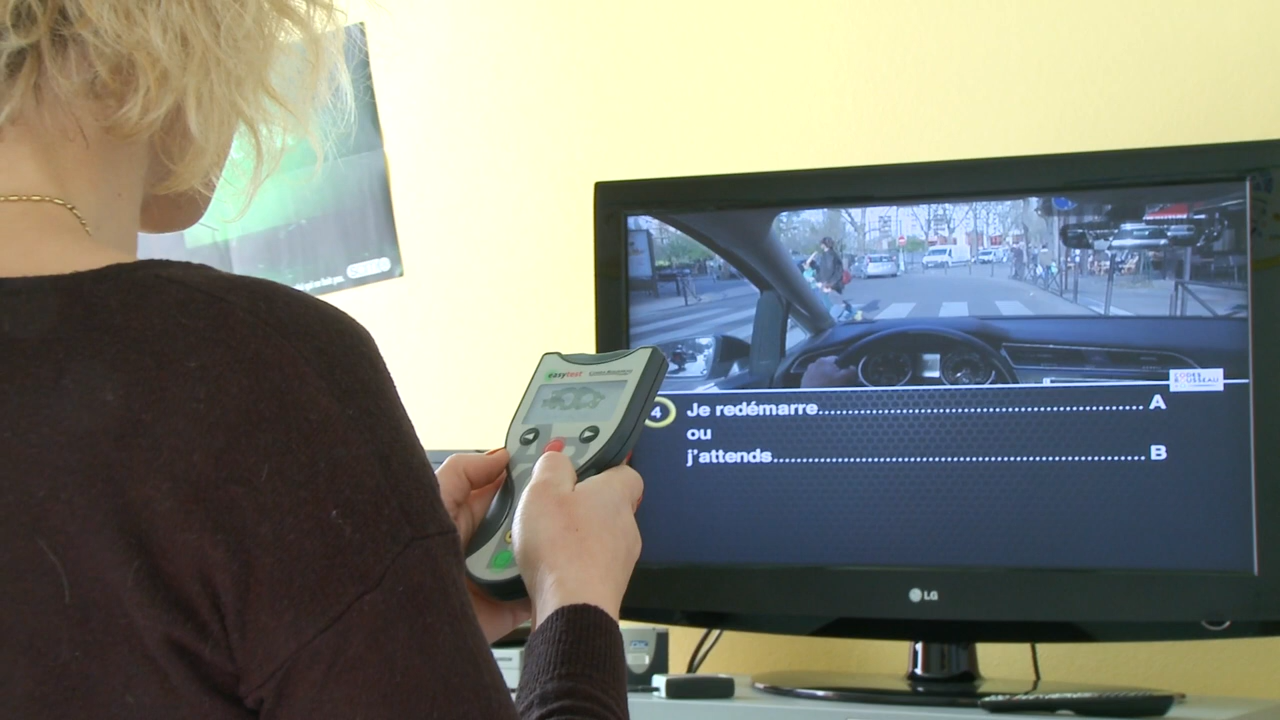 easytest
4 Je redémarre A
ou
j'attends B
CODES
ROUSSEAU
LG